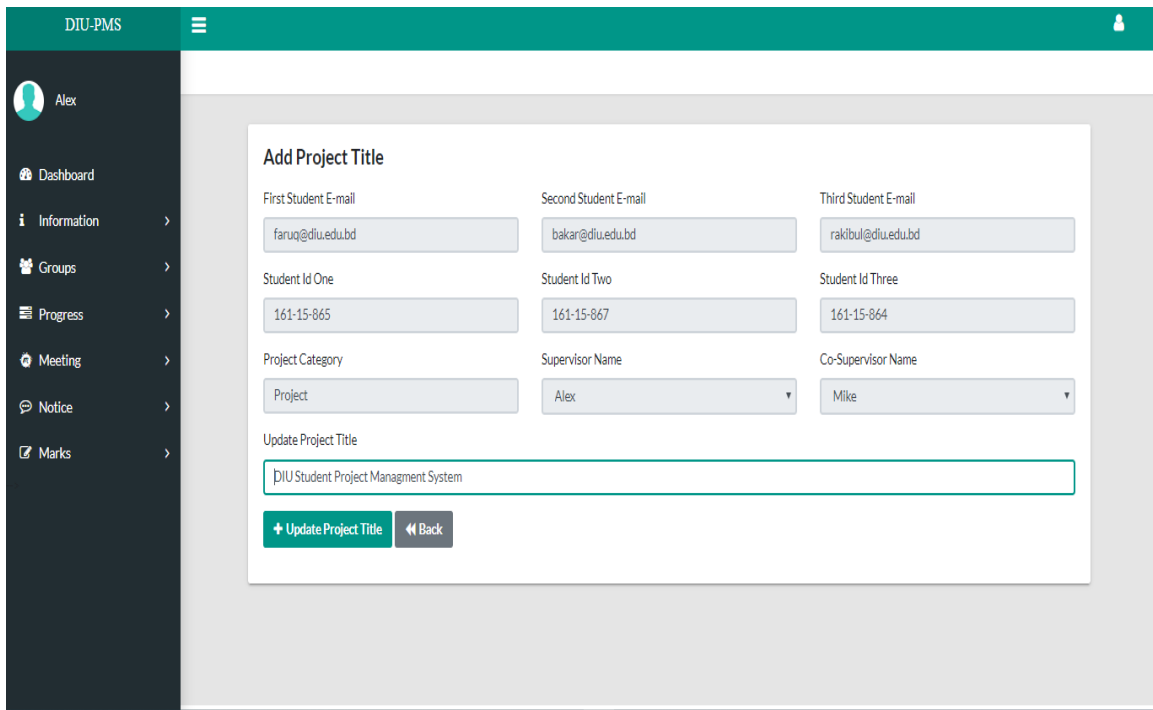 DIU-PMS
Alex
Dashboard
Information
Groups
Progress
Meeting
Notice
Marks
Add Project Title
First Student E-mail Second Student E-mail Third Student E-mail
faruq@diu.edu.bd bakar@diu.edu.bd rakibul@diu.edu.bd
Student Id One Student Id Two Student Id Three
161-15-865 161-15-867 161-15-864
Project Category Supervisor Name Co-Supervisor Name
Project Alex Mike
Update Project Title
DIU Student Project Managment System
Update Project Title Back